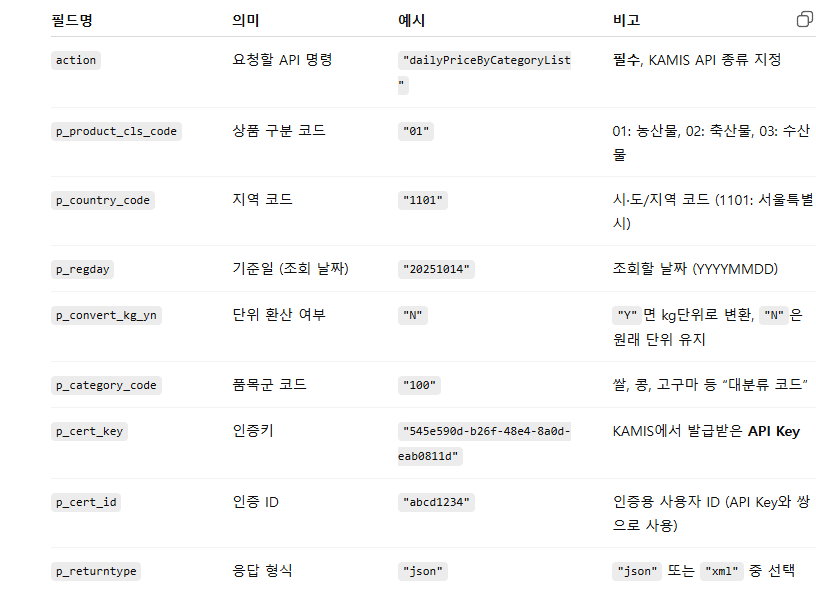 필드명 의미 예시 비고
action 요청할 API 명령 "dailyPriceByCategoryList 필수, KAMIS API 종류 지정
"
p_product_cls_code 상품 구분 코드 "01" 01: 농산물, 02: 축산물, 03: 수산
물
p_country_code 지역 코드 "1101" 시·도/지역 코드 (1101: 서울특별
시)
p_regday 기준일 (조회 날짜) "20251014" 조회할 날짜 (YYYYMMDD)
p_convert_kg_yn 단위 환산 여부 "N" "Y" 면 kg단위로 변환, "N" 은
원래 단위 유지
p_category_code 품목군 코드 "100" 쌀, 콩, 고구마 등 “대분류 코드”
p_cert_key 인증키 "545e590d-b26f-48e4-8a0d- KAMIS에서 발급받은 API Key
eab0811d"
p_cert_id 인증 ID "abcd1234" 인증용 사용자 ID (API Key와 쌍
으로 사용)
p_returntype 응답 형식 "json" "json" 또는 "xml" 중 선택